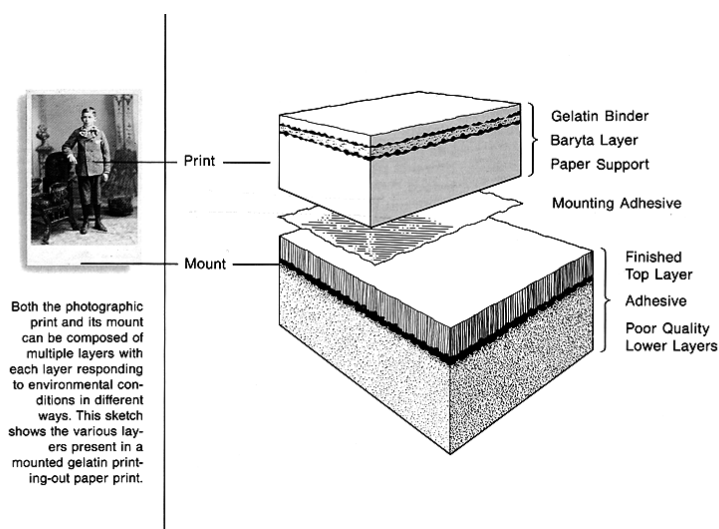 Print
Mount
Gelatin Binder
Baryta Layer
Paper Support
Mounting Adhesive
Finished
Top Layer
Adhesive
Poor Quality
Lower Layers
Both the photographic
print and its mount
can be composed of
multiple layers with
each layer responding
to environmental con-
ditions in different
ways. This sketch
shows the various lay-
ers present in a
mounted gelatin print-
ing-out paper print.